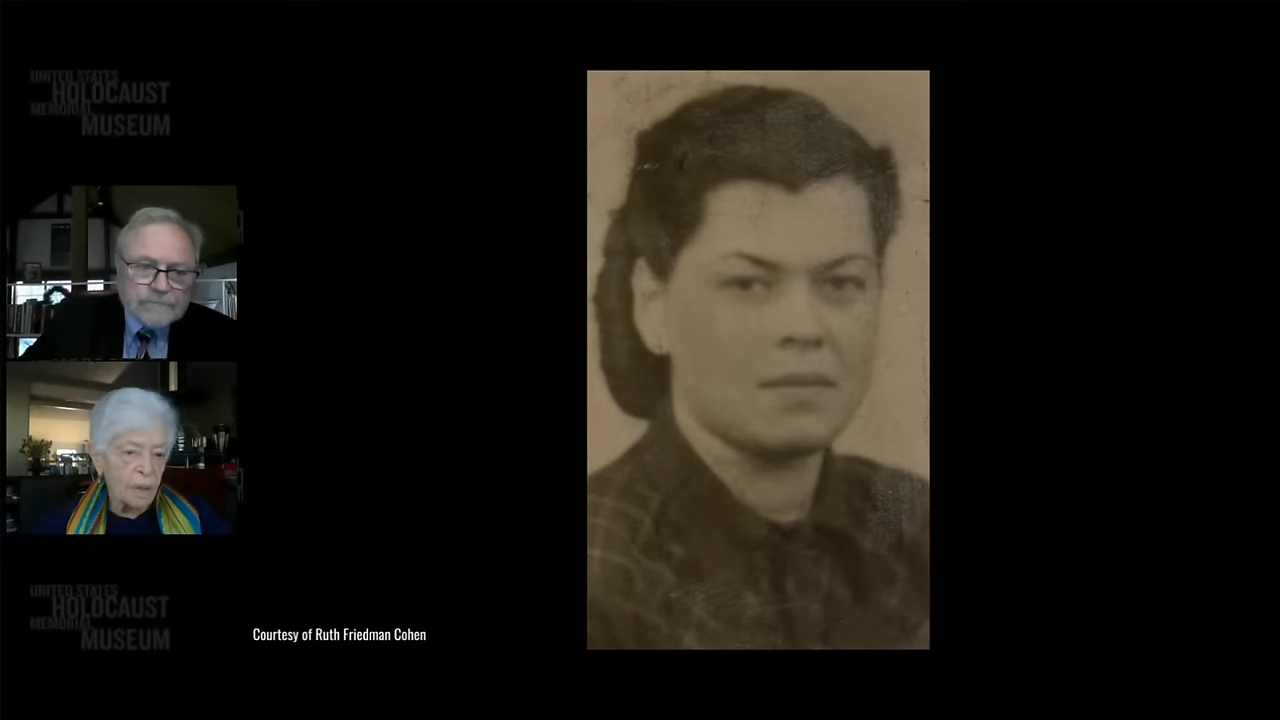 UNITED STATES
HOLOCAUST
MEMORIAL
MUSEUM
UNITED STATES
HOLOCAUST
MEMORIAL
MUSEUM
Courtesy of Ruth Friedman Cohen